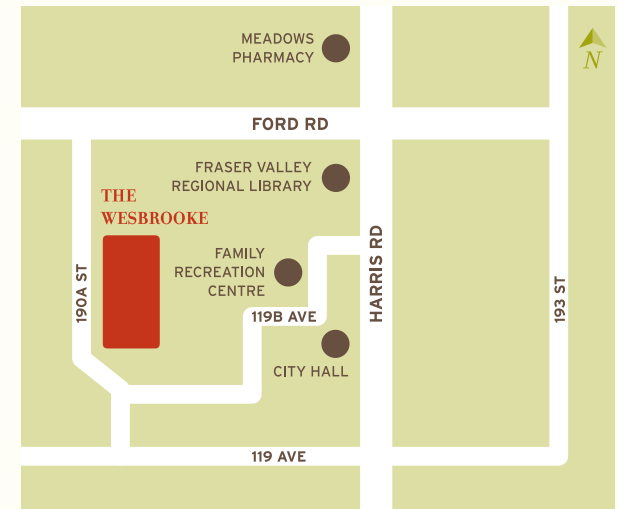 MEADOWS
PHARMACY
N
FORD RD
FRASER VALLEY
REGIONAL LIBRARY
THE
WESBROOKE
FAMILY
RECREATION
CENTRE
190A ST
HARRIS RD
193 ST
119B AVE
CITY HALL
119 AVE